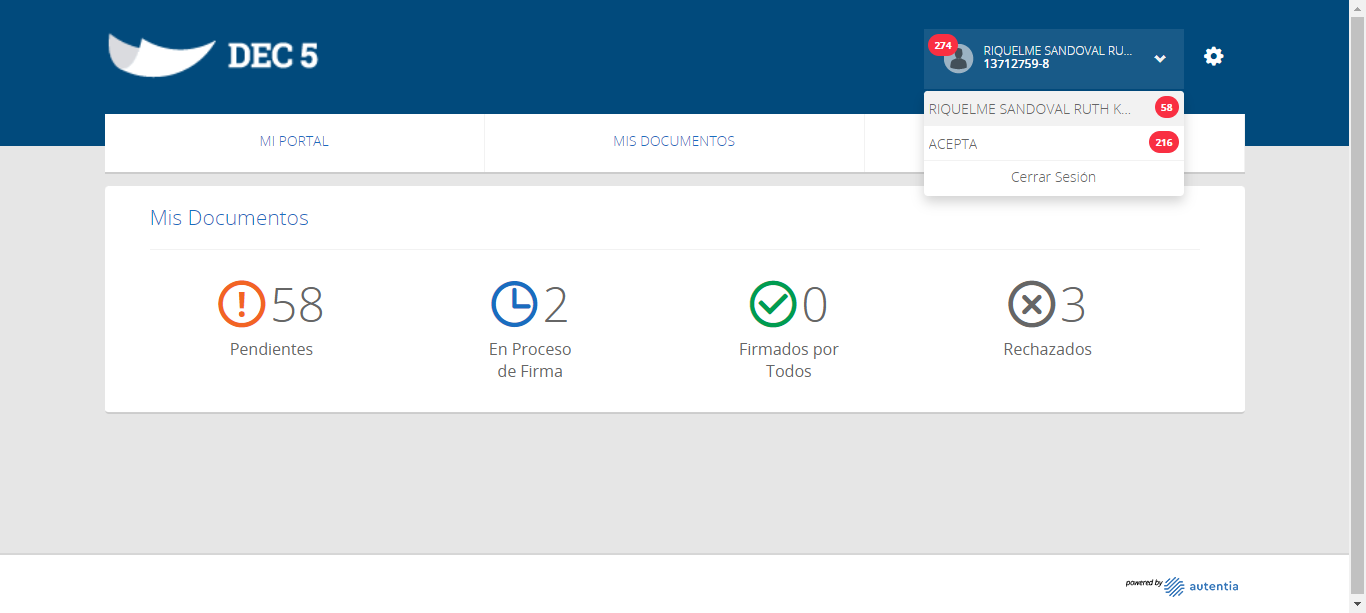 DEC 5
274
RIQUELME SANDOVAL RU...
13712759-8
RIQUELME SANDOVAL RUTH K...
58
ACEPTA
216
Cerrar Sesión
MI PORTAL
MIS DOCUMENTOS
Mis Documentos
58
Pendientes
2
En Proceso
de Firma
0
Firmados por
Todos
3
Rechazados
powered by
autentia